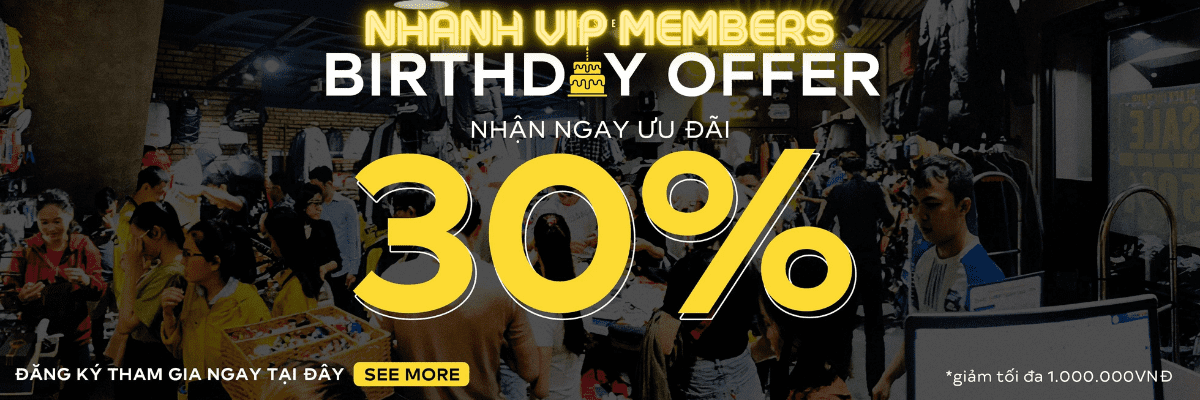 NHANH VIP MEMBERS
BIRTHDAY OFFER
NHẬN NGAY ƯU ĐÃI
30%
ĐĂNG KÝ THAM GIA NGAY TẠI ĐÂY SEE MORE
*giảm tối đa 1.000.000VNĐ
SALE